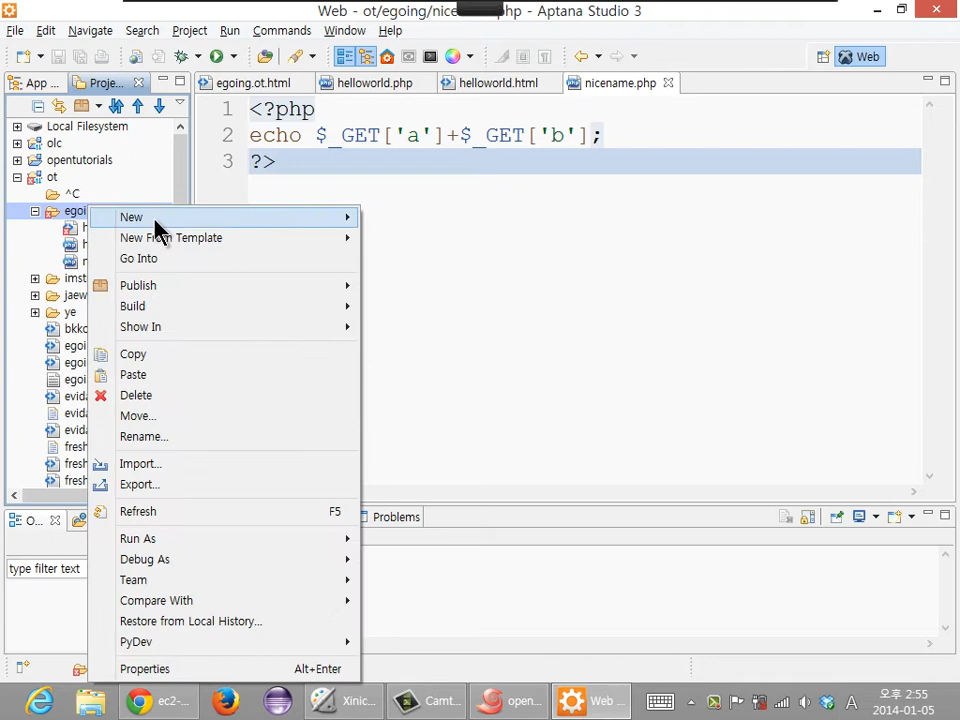 Web - ot/egoing/nice
php - Aptana Studio 3
File Edit Navigate Search Project Run Commands Window Help
Web
App ...
Proje...
egoing.ot.html
helloworld.php
helloworld.html
nicename.php
Local Filesystem
olc
opentutorials
ot
^C
egoi
h
h
n
imst
jaew
ye
bkko
egoi
egoi
egoi
evida
evida
evida
fresh
fresh
fresh
1 <?php
2 echo $_GET['a']+$_GET['b'];
3 ?>
New
New From Template
Go Into
Publish
Build
Show In
Copy
Paste
Delete
Move...
Rename...
Import...
Export...
Refresh F5
Run As
Debug As
Team
Compare With
Restore from Local History...
PyDev
Properties Alt+Enter
O...
Problems
type filter text
ec2-...
Xinic...
Camt...
open...
Web ...
A
오후 2:55
2014-01-05